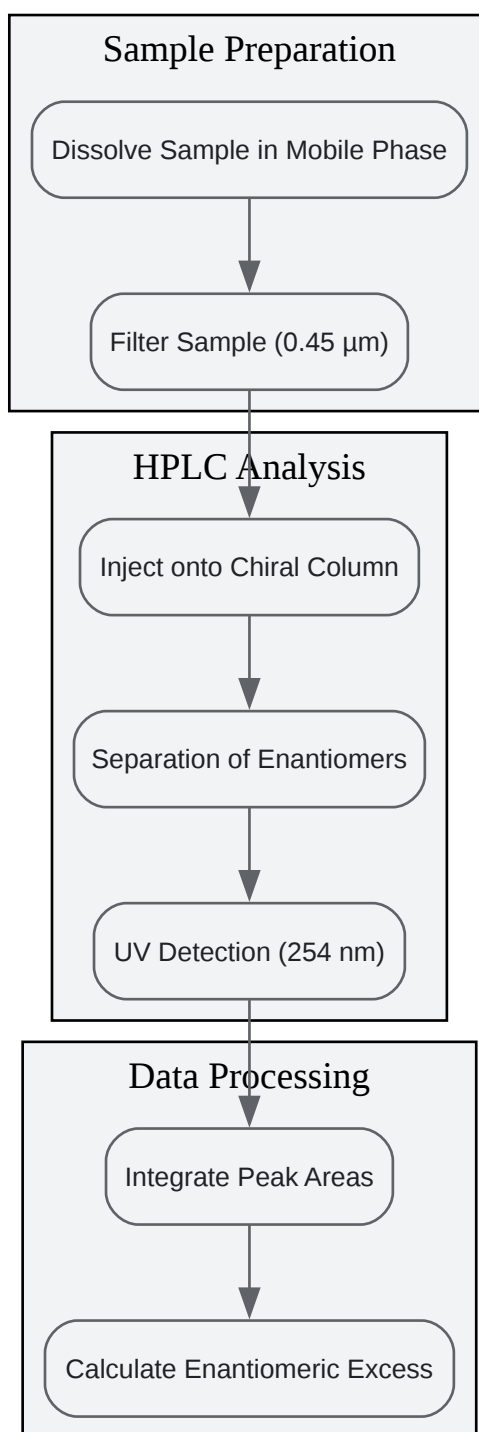 Sample Preparation
Dissolve Sample in Mobile Phase
Filter Sample (0.45 µm)
HPLC Analysis
Inject onto Chiral Column
Separation of Enantiomers
UV Detection (254 nm)
Data Processing
Integrate Peak Areas
Calculate Enantiomeric Excess